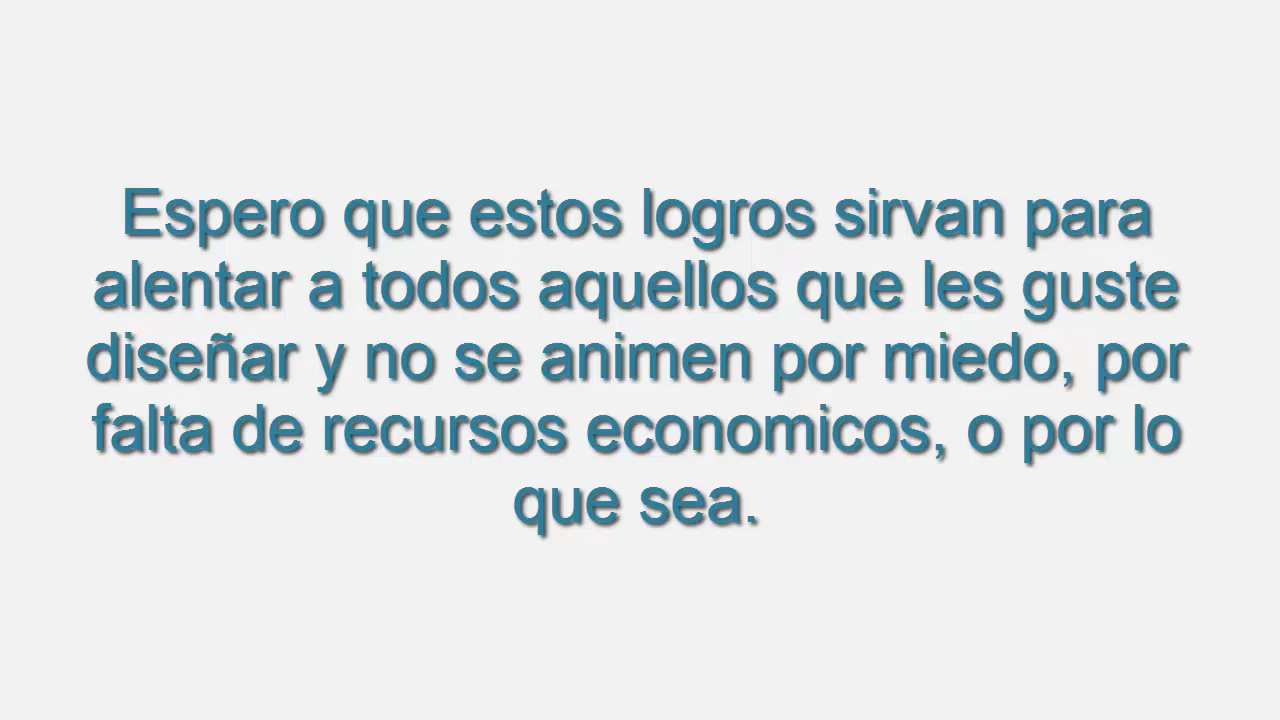 Espero que estos logros sirvan para
alentar a todos aquellos que les guste
diseñar y no se animen por miedo, por
falta de recursos economicos, o por lo
que sea.